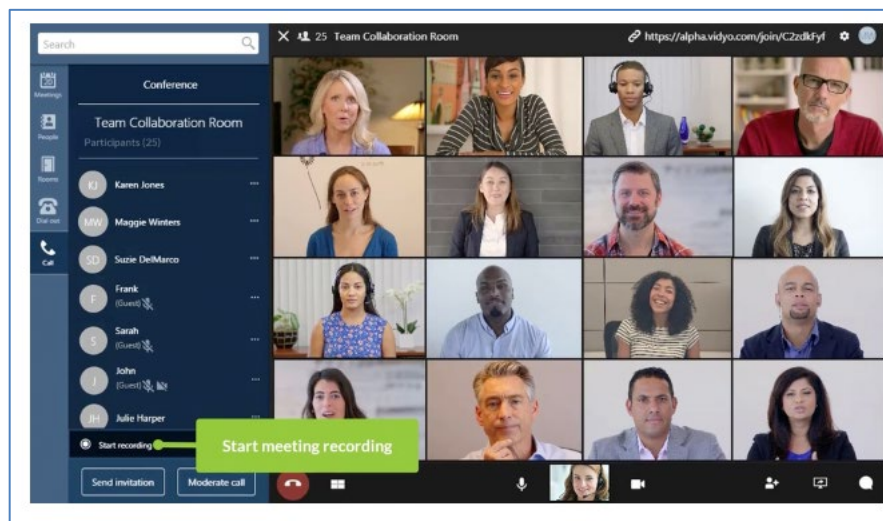 Search
25 Team Collaboration Room
https://alpha.vidyo.com/join/C2zdkFyf
Meetings
People
Rooms
Dial out
Call
Conference
Team Collaboration Room
Participants (25)
KJ Karen Jones
MW Maggie Winters
SD Suzie DelMarco
F Frank
(Guest)
S Sarah
(Guest)
J John
(Guest)
JH Julie Harper
Start recording
Start meeting recording
Send invitation
Moderate call